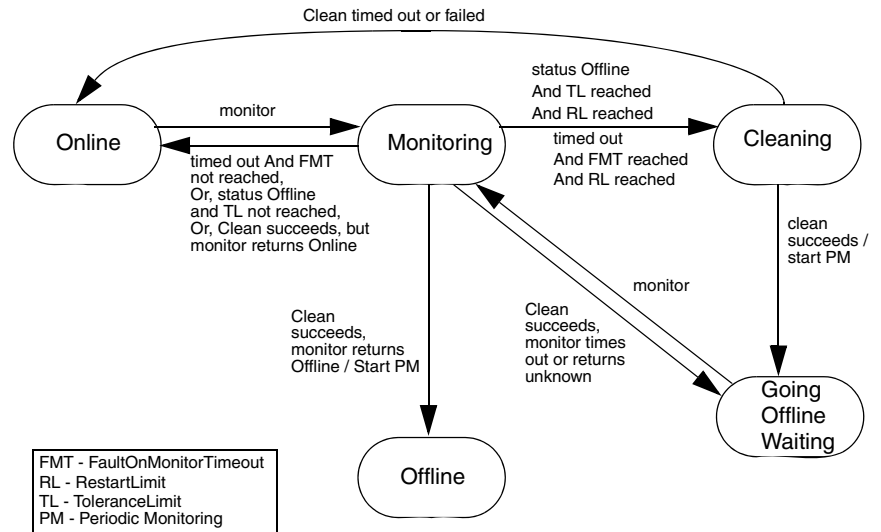 Clean timed out or failed
status Offline
And TL reached
And RL reached
monitor
Online
Monitoring
Cleaning
timed out And FMT
not reached,
Or, status Offline
and TL not reached,
Or, Clean succeeds, but
monitor returns Online
timed out
And FMT reached
And RL reached
clean
succeeds /
start PM
monitor
Clean
succeeds,
monitor returns
Offline / Start PM
Clean
succeeds,
monitor times
out or returns
unknown
Going
Offline
Waiting
Offline
FMT - FaultOnMonitorTimeout
RL - RestartLimit
TL - ToleranceLimit
PM - Periodic Monitoring